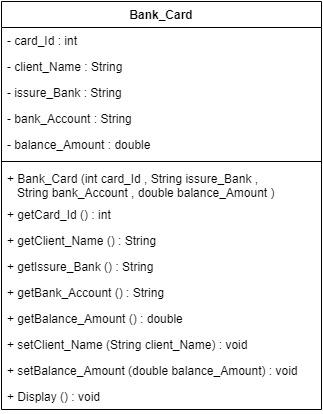 Bank_Card
- card_Id : int
- client_Name : String
- issure_Bank : String
- bank_Account : String
- balance_Amount : double
+ Bank_Card (int card_Id , String issure_Bank ,
String bank_Account , double balance_Amount )
+ getCard_Id () : int
+ getClient_Name () : String
+ getIssure_Bank () : String
+ getBank_Account () : String
+ getBalance_Amount () : double
+ setClient_Name (String client_Name) : void
+ setBalance_Amount (double balance_Amount) : void
+ Display () : void